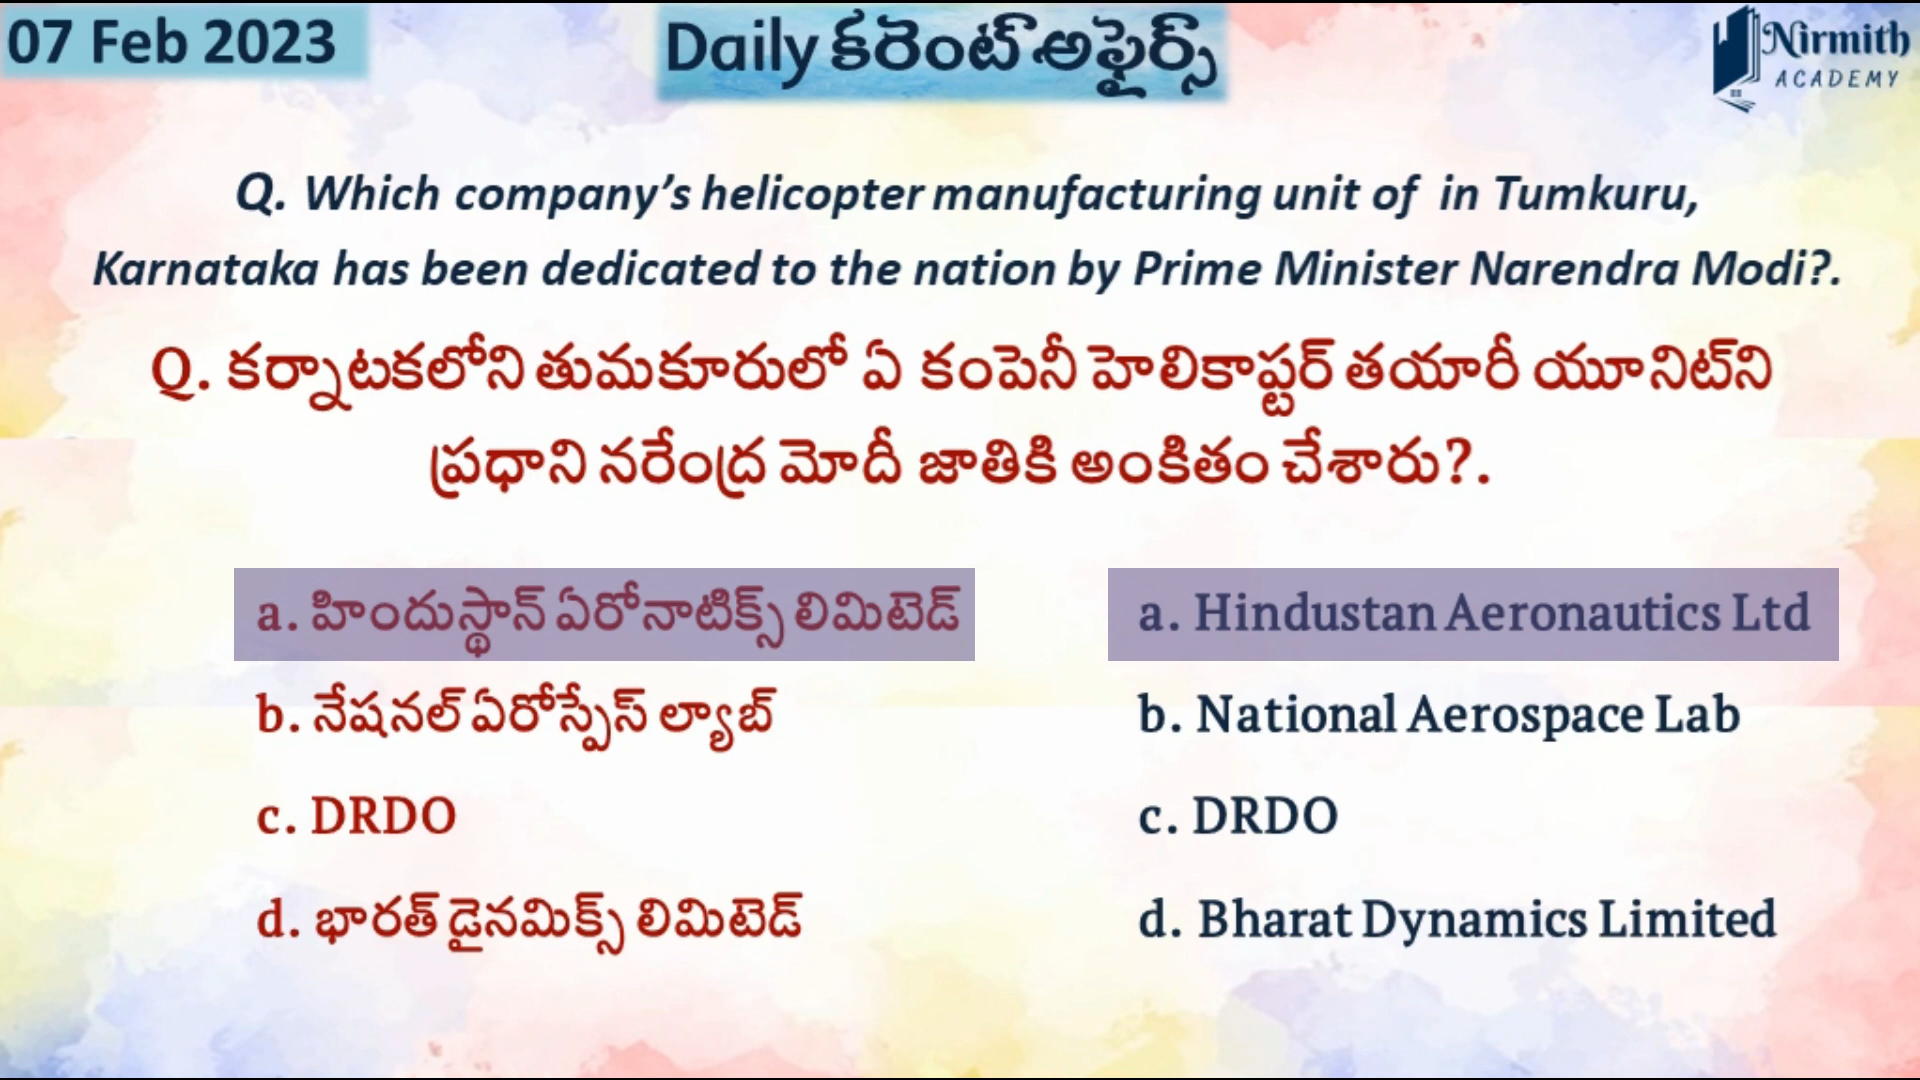 07 Feb 2023
Daily కరెంట్ అఫైర్స్
Nirmith
ACADEMY
Q. Which company’s helicopter manufacturing unit of in Tumkuru,
Karnataka has been dedicated to the nation by Prime Minister Narendra Modi?.
Q. కర్నాటకలోని తుమకూరులో ఏ కంపెనీ హెలికాప్టర్ తయారీ యూనిట్‌ని
ప్రధాని నరేంద్ర మోదీ జాతికి అంకితం చేశారు?.
a. హిందుస్థాన్ ఏరోనాటిక్స్ లిమిటెడ్
b. నేషనల్ ఏరోస్పేస్ ల్యాబ్
c. DRDO
d. భారత్ డైనమిక్స్ లిమిటెడ్
a. Hindustan Aeronautics Ltd
b. National Aerospace Lab
c. DRDO
d. Bharat Dynamics Limited